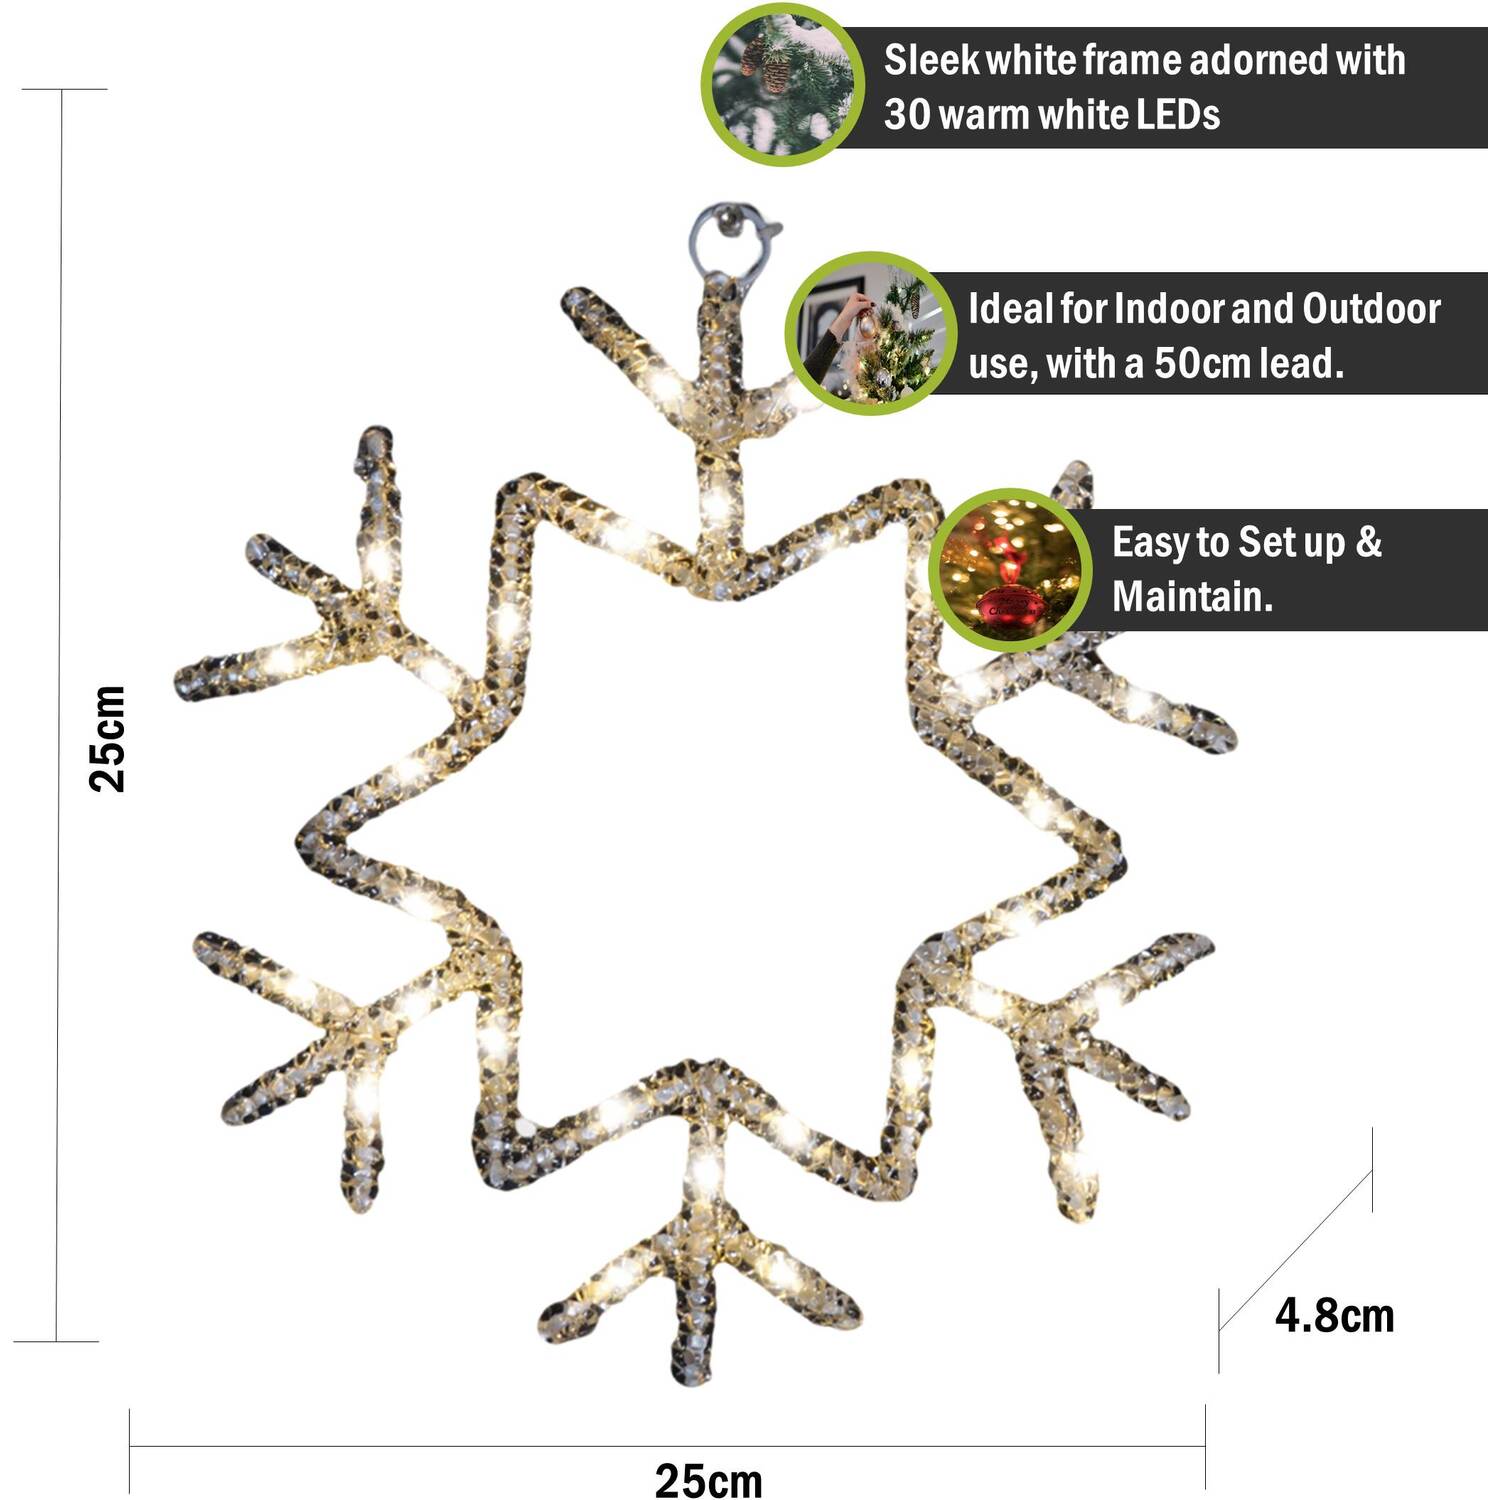 Sleek white frame adorned with
30 warm white LEDs
Ideal for Indoor and Outdoor
use, with a 50cm lead.
Easy to Set up &
Maintain.
25cm
4.8cm
25cm